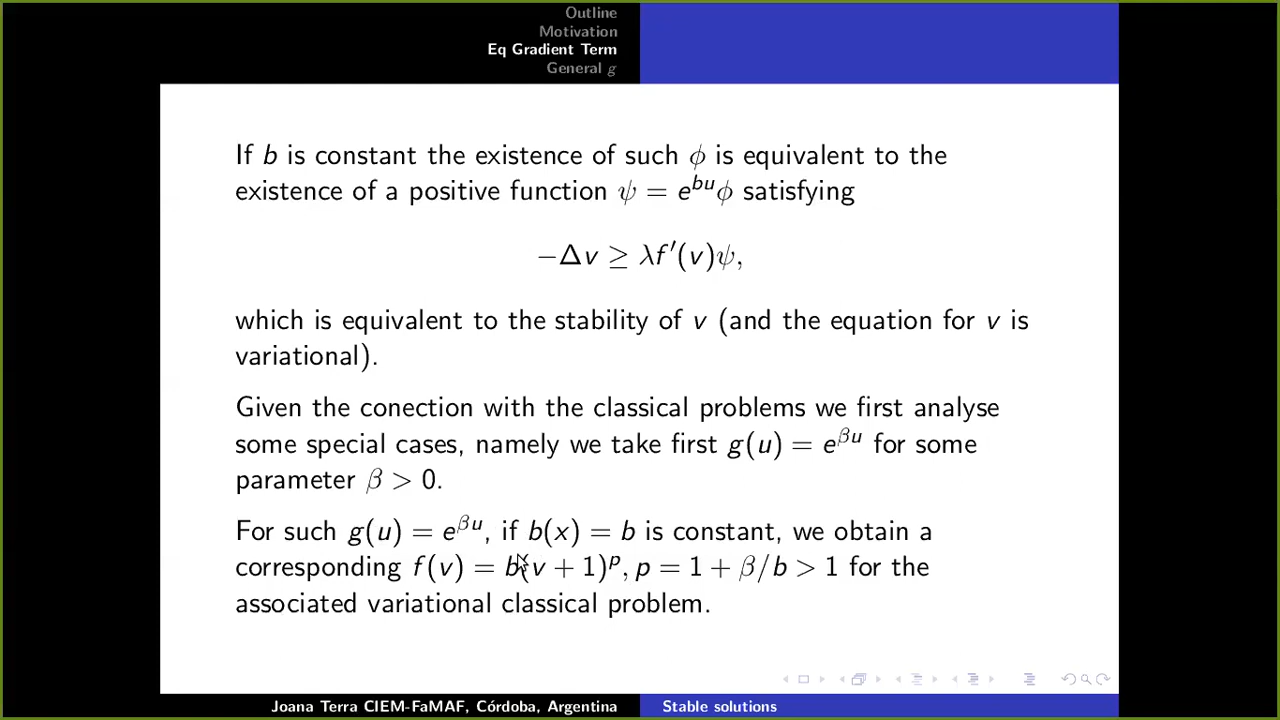 Outline
Motivation
Eq Gradient Term
General g
If b is constant the existence of such ϕ is equivalent to the
existence of a positive function ψ = e^{bu}ϕ satisfying
−Δv ≥ λf′(v)ψ,
which is equivalent to the stability of v (and the equation for v is
variational).
Given the conection with the classical problems we first analyse
some special cases, namely we take first g(u) = e^{βu} for some
parameter β > 0.
For such g(u) = e^{βu}, if b(x) = b is constant, we obtain a
corresponding f(v) = b(v + 1)^p, p = 1 + β/b > 1 for the
associated variational classical problem.
Joana Terra CIEM-FaMAF, Córdoba, Argentina
Stable solutions